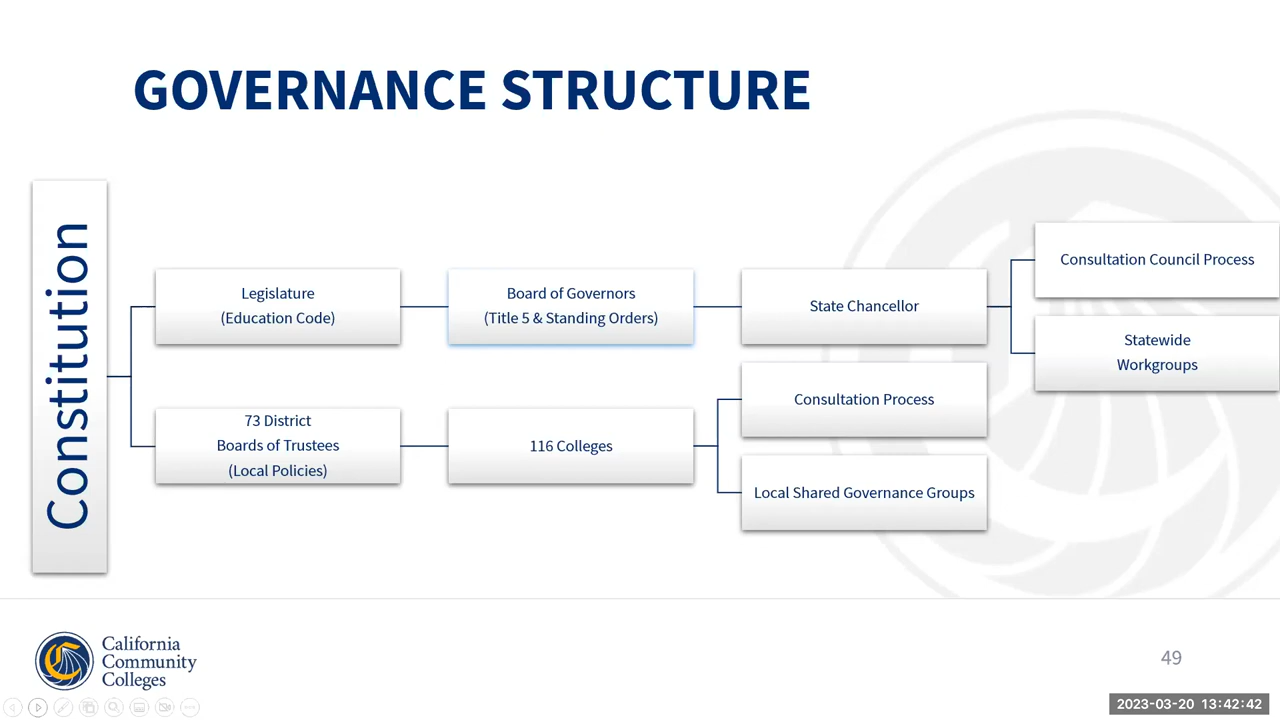 GOVERNANCE STRUCTURE
Constitution
Legislature
(Education Code)
Board of Governors
(Title 5 & Standing Orders)
State Chancellor
Consultation Council Process
Statewide
Workgroups
73 District
Boards of Trustees
(Local Policies)
116 Colleges
Consultation Process
Local Shared Governance Groups
California
Community
Colleges
49
2023-03-20 13:42:42